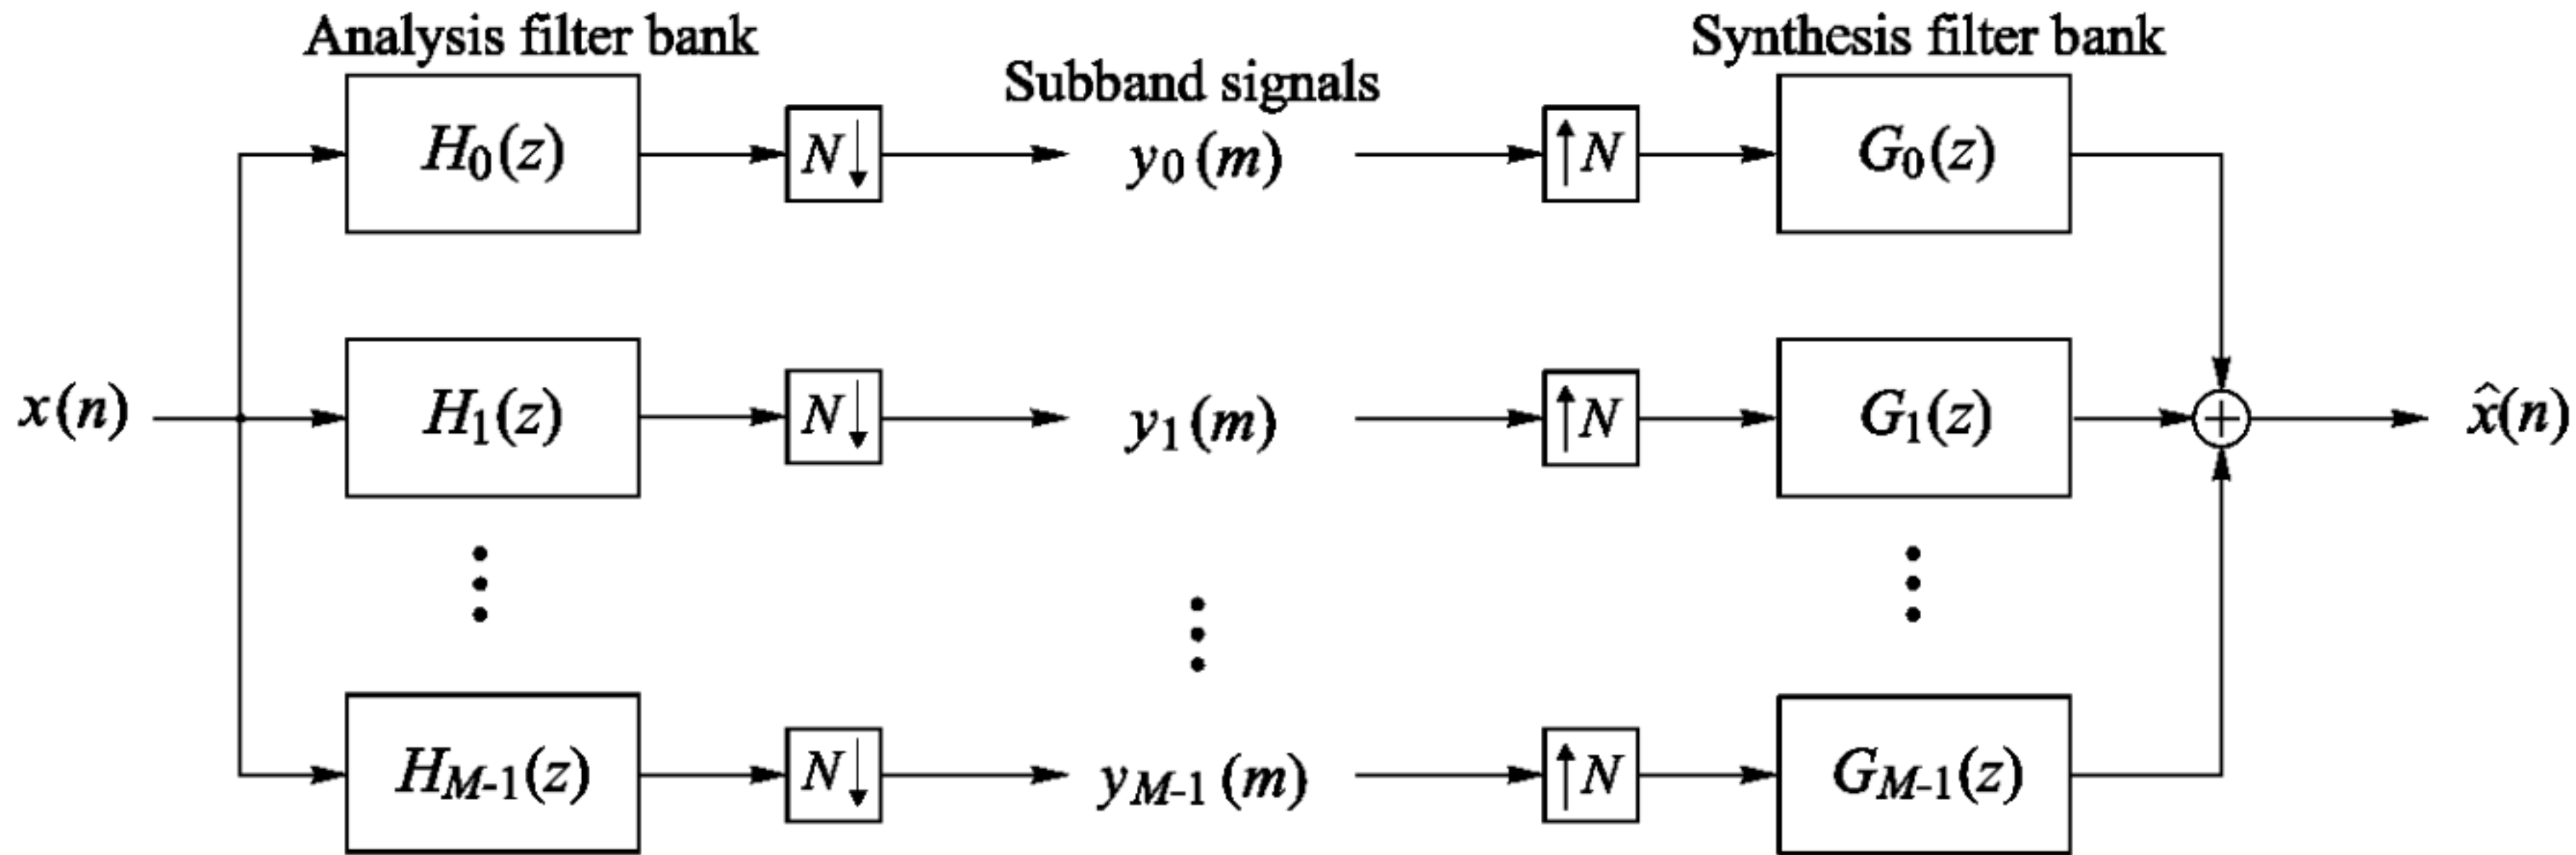 Analysis filter bank
Synthesis filter bank
Subband signals
H0(z) N↓ y0(m) ↑N G0(z)
x(n) H1(z) N↓ y1(m) ↑N G1(z) + x̂(n)
HM-1(z) N↓ yM-1(m) ↑N GM-1(z)